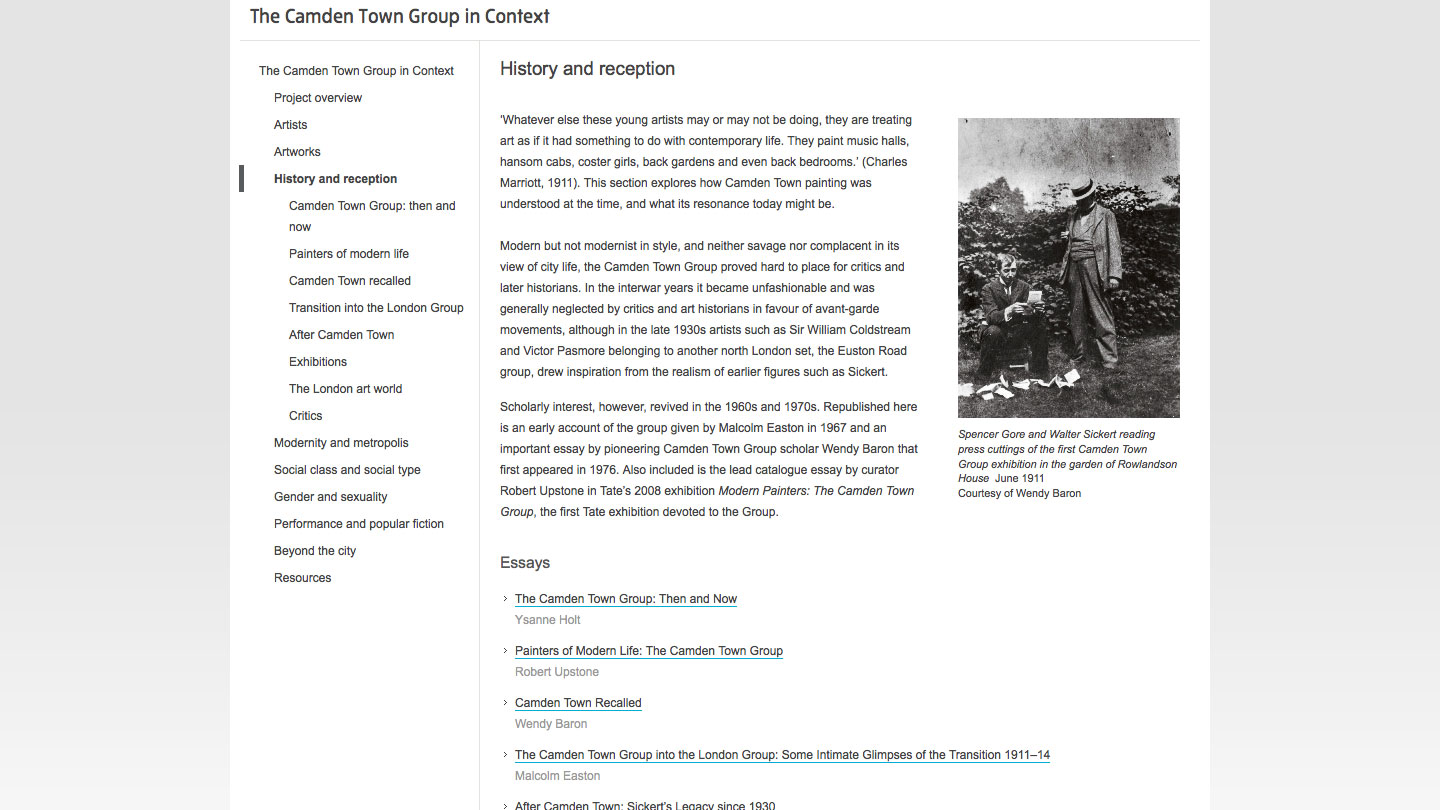 The Camden Town Group in Context
The Camden Town Group in Context
Project overview
Artists
Artworks
History and reception
Camden Town Group: then and
now
Painters of modern life
Camden Town recalled
Transition into the London Group
After Camden Town
Exhibitions
The London art world
Critics
Modernity and metropolis
Social class and social type
Gender and sexuality
Performance and popular fiction
Beyond the city
Resources
History and reception
'Whatever else these young artists may or may not be doing, they are treating
art as if it had something to do with contemporary life. They paint music halls,
hansom cabs, coster girls, back gardens and even back bedrooms.' (Charles
Marriott, 1911). This section explores how Camden Town painting was
understood at the time, and what its resonance today might be.
Modern but not modernist in style, and neither savage nor complacent in its
view of city life, the Camden Town Group proved hard to place for critics and
later historians. In the interwar years it became unfashionable and was
generally neglected by critics and art historians in favour of avant-garde
movements, although in the late 1930s artists such as Sir William Coldstream
and Victor Pasmore belonging to another north London set, the Euston Road
group, drew inspiration from the realism of earlier figures such as Sickert.
Scholarly interest, however, revived in the 1960s and 1970s. Republished here
is an early account of the group given by Malcolm Easton in 1967 and an
important essay by pioneering Camden Town Group scholar Wendy Baron that
first appeared in 1976. Also included is the lead catalogue essay by curator
Robert Upstone in Tate's 2008 exhibition Modern Painters: The Camden Town
Group, the first Tate exhibition devoted to the Group.
Spencer Gore and Walter Sickert reading
press cuttings of the first Camden Town
Group exhibition in the garden of Rowlandson
House June 1911
Courtesy of Wendy Baron
Essays
The Camden Town Group: Then and Now
Ysanne Holt
Painters of Modern Life: The Camden Town Group
Robert Upstone
Camden Town Recalled
Wendy Baron
The Camden Town Group into the London Group: Some Intimate Glimpses of the Transition 1911–14
Malcolm Easton
After Camden Town: Sickert's Legacy since 1930